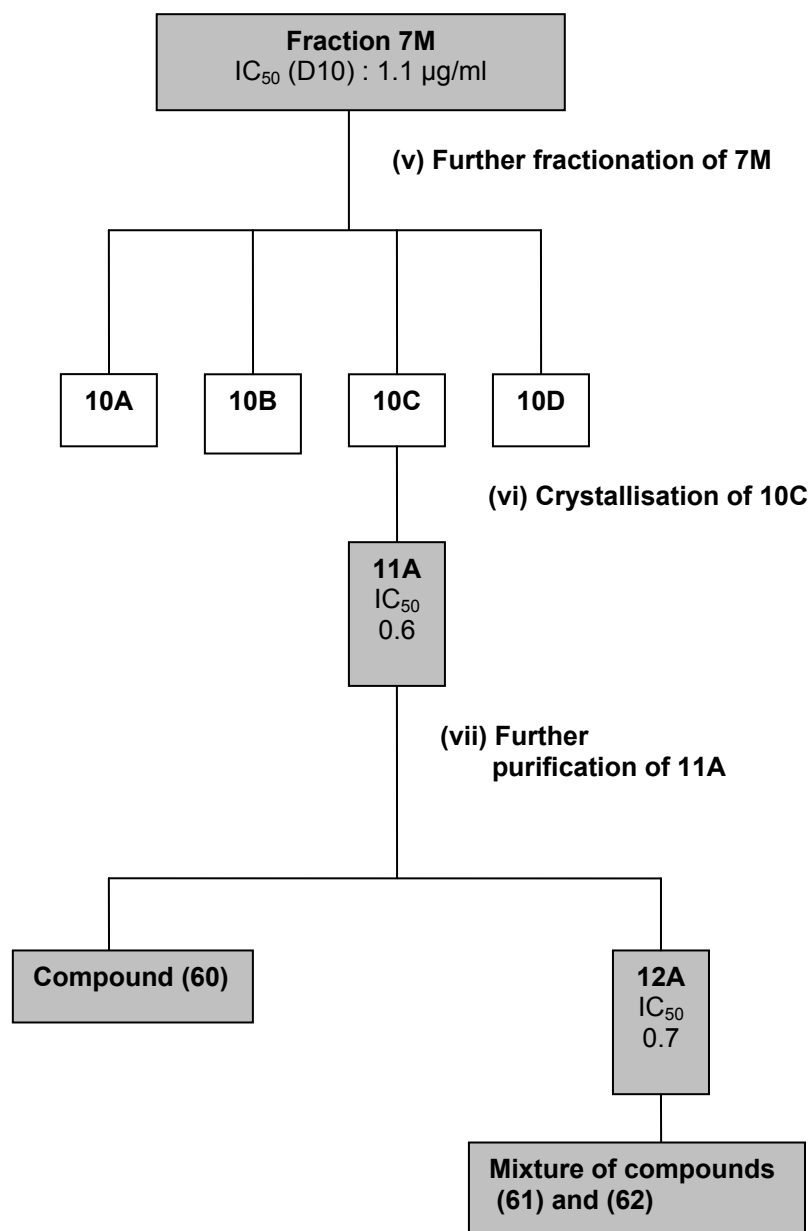 Fraction 7M
IC₅₀ (D10) : 1.1 µg/ml
(v) Further fractionation of 7M
10A
10B
10C
10D
(vi) Crystallisation of 10C
11A
IC₅₀
0.6
(vii) Further
purification of 11A
Compound (60)
12A
IC₅₀
0.7
Mixture of compounds
(61) and (62)